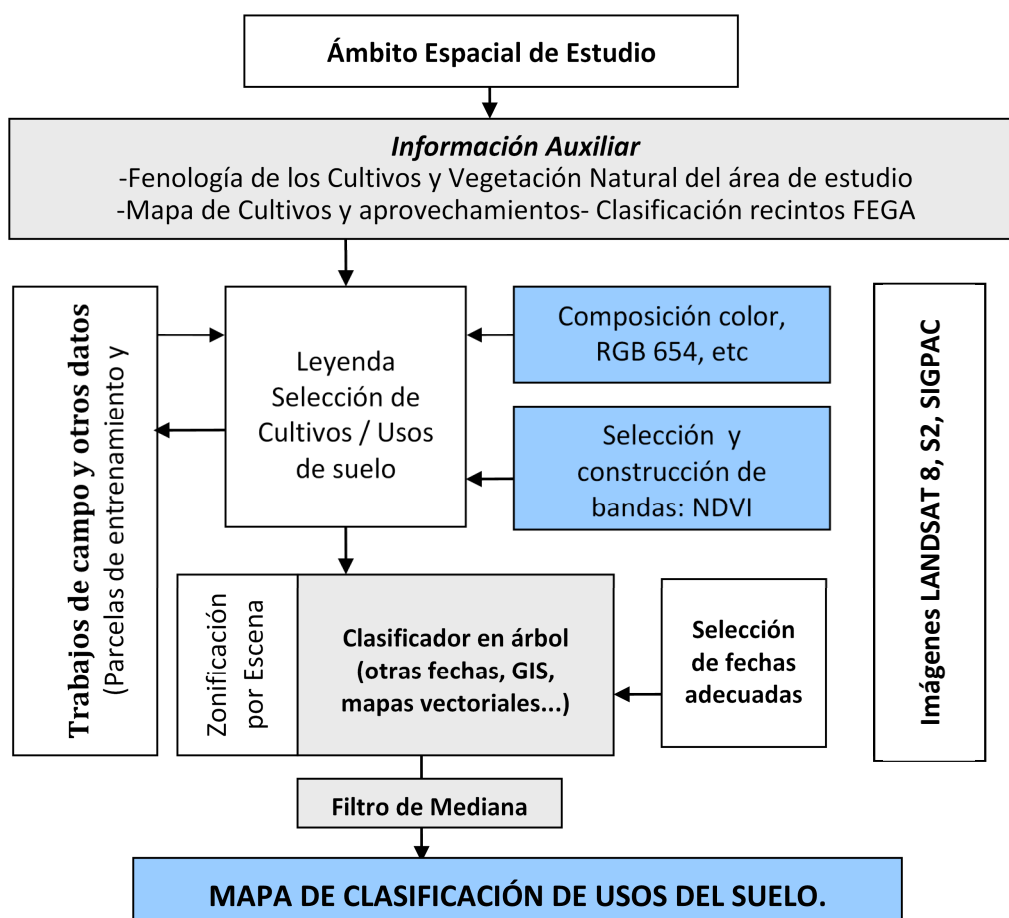 Ámbito Espacial de Estudio
Información Auxiliar
-Fenología de los Cultivos y Vegetación Natural del área de estudio
-Mapa de Cultivos y aprovechamientos- Clasificación recintos FEGA
Trabajos de campo y otros datos
(Parcelas de entrenamiento y
Leyenda
Selección de
Cultivos / Usos
de suelo
Composición color,
RGB 654, etc
Selección y
construcción de
bandas: NDVI
Imágenes LANDSAT 8, S2, SIGPAC
Zonificación
por Escena
Clasificador en árbol
(otras fechas, GIS,
mapas vectoriales...)
Selección
de fechas
adecuadas
Filtro de Mediana
MAPA DE CLASIFICACIÓN DE USOS DEL SUELO.